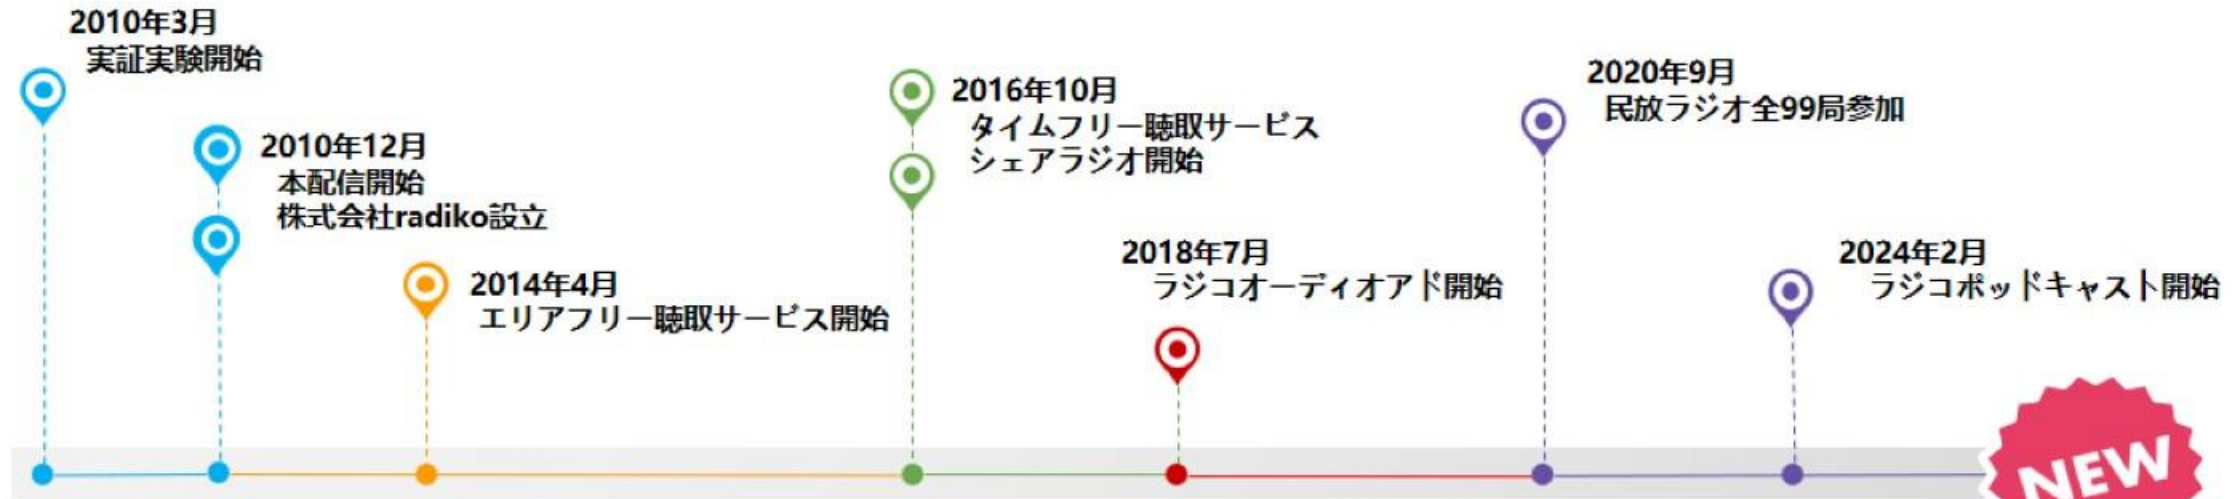 2010年3月
実証実験開始
2010年12月
本配信開始
株式会社radiko設立
2014年4月
エリアフリー聴取サービス開始
2016年10月
タイムフリー聴取サービス
シェアラジオ開始
2018年7月
ラジコオーディオアド開始
2020年9月
民放ラジオ全99局参加
2024年2月
ラジコポッドキャスト開始
NEW